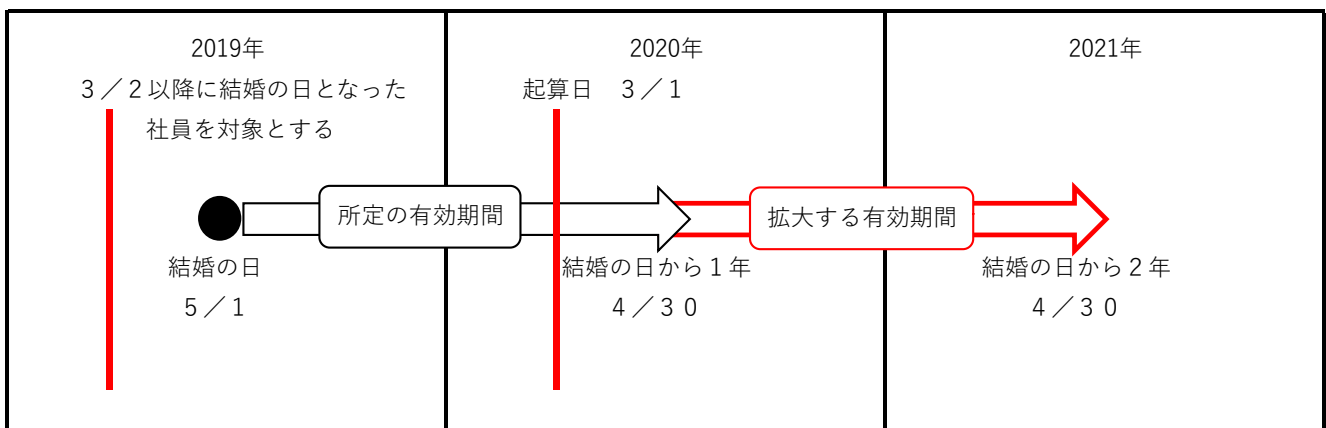 2019年
３／２以降に結婚の日となった
社員を対象とする
2020年
起算日　３／１
2021年
所定の有効期間
拡大する有効期間
結婚の日
５／１
結婚の日から１年
４／３０
結婚の日から２年
４／３０